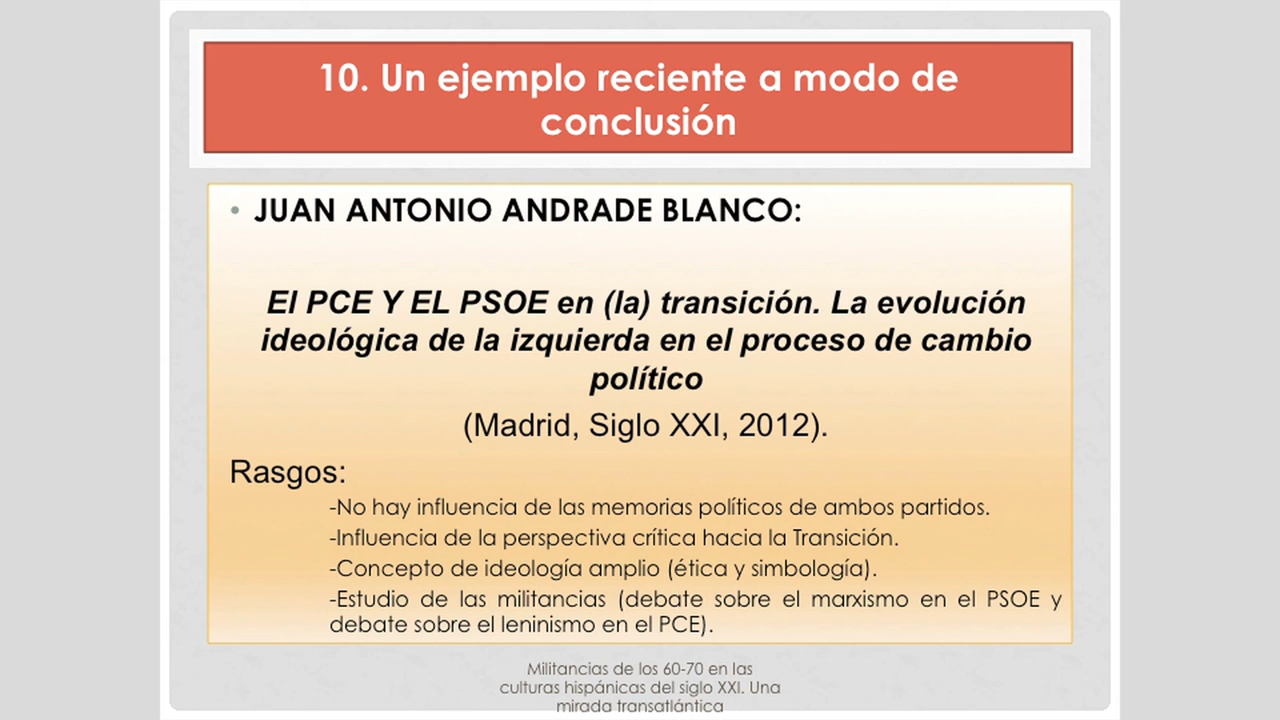 10. Un ejemplo reciente a modo de
conclusión
• JUAN ANTONIO ANDRADE BLANCO:
El PCE Y EL PSOE en (la) transición. La evolución
ideológica de la izquierda en el proceso de cambio
político
(Madrid, Siglo XXI, 2012).
Rasgos:
-No hay influencia de las memorias políticos de ambos partidos.
-Influencia de la perspectiva crítica hacia la Transición.
-Concepto de ideología amplio (ética y simbología).
-Estudio de las militancias (debate sobre el marxismo en el PSOE y
debate sobre el leninismo en el PCE).
Militancias de los 60-70 en las
culturas hispánicas del siglo XXI. Una
mirada transatlántica